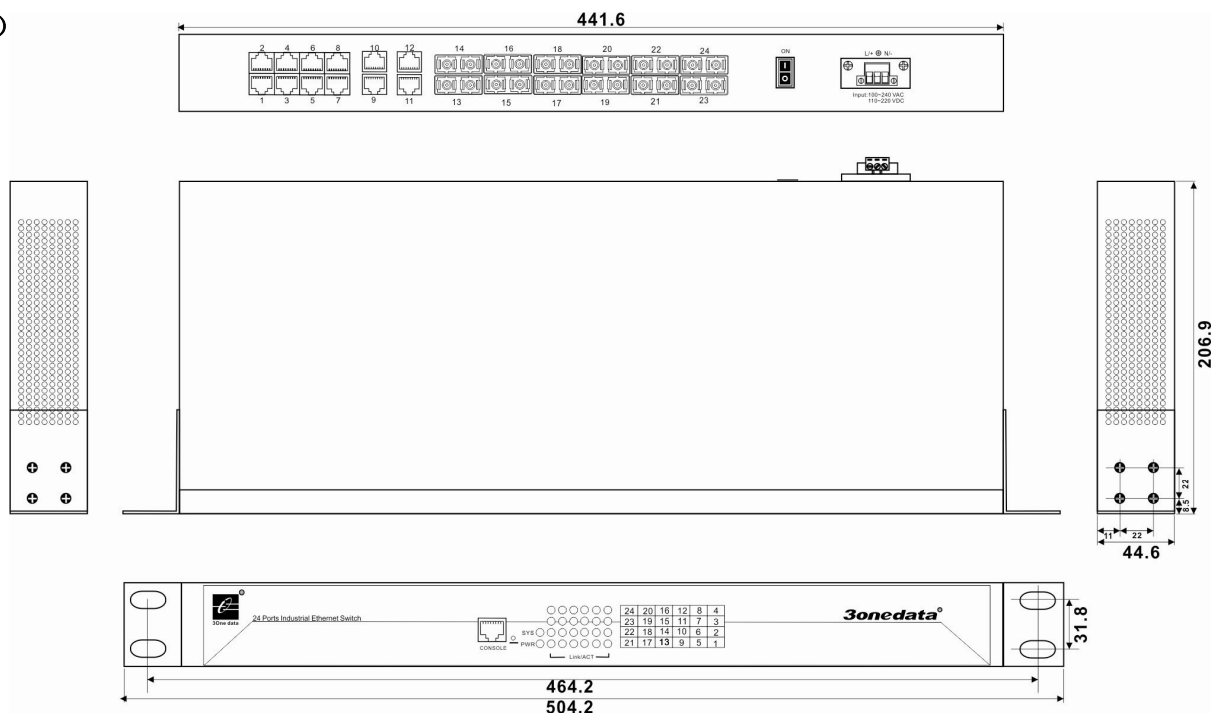 441.6
2 4 6 8 10 12 14 16 18 20 22 24
1 3 5 7 9 11 13 15 17 19 21 23
ON
L/+ N/-
Input:100~240 VAC
110~220 VDC
206.9
22
8.5
11 22
44.6
3One data
24 Ports Industrial Ethernet Switch
CONSOLE
SYS
PWR
Link/ACT
24 20 16 12 8 4
23 19 15 11 7 3
22 18 14 10 6 2
21 17 13 9 5 1
3onedata®
31.8
464.2
504.2